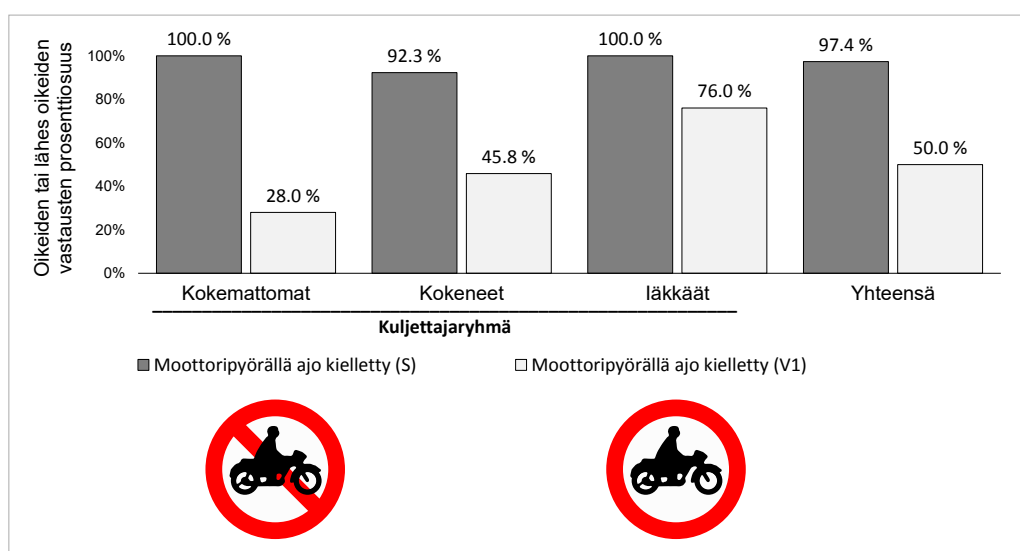 Oikeiden tai lähes oikeiden
vastausten prosenttiosuus
100%
80%
60%
40%
20%
0%
100.0 %
28.0 %
92.3 %
45.8 %
100.0 %
76.0 %
97.4 %
50.0 %
Kokemattomat
Kokeneet
Iäkkäät
Yhteensä
Kuljettajaryhmä
Moottoripyörällä ajo kielletty (S)
Moottoripyörällä ajo kielletty (V1)